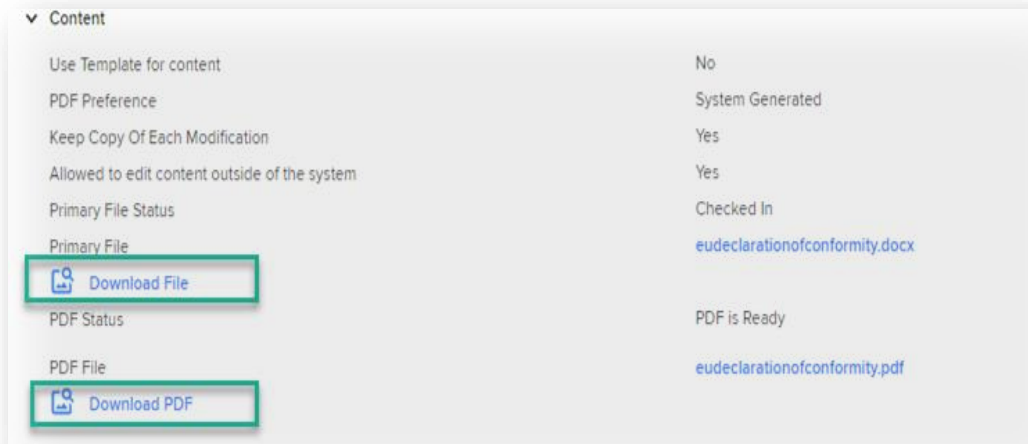 Content
Use Template for content No
PDF Preference System Generated
Keep Copy Of Each Modification Yes
Allowed to edit content outside of the system Yes
Primary File Status Checked In
Primary File eudeclarationofconformity.docx
Download File
PDF Status PDF is Ready
PDF File eudeclarationofconformity.pdf
Download PDF